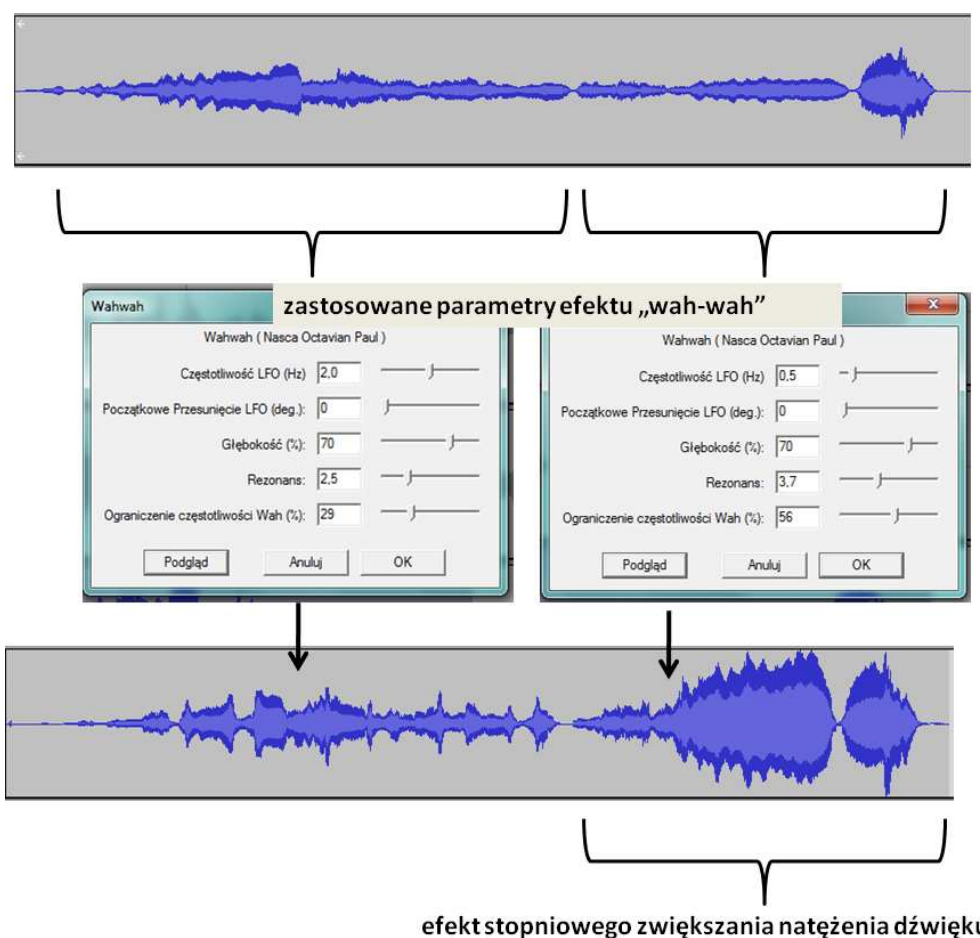 zastosowane parametry efektu „wah-wah”
Wahwah
Wahwah ( Nasca Octavian Paul )
Częstotliwość LFO (Hz) 2,0
Początkowe Przesunięcie LFO (deg.): 0
Głębokość (%): 70
Rezonans: 2,5
Ograniczenie częstotliwości Wah (%): 29
Podgląd Anuluj OK
Wahwah ( Nasca Octavian Paul )
Częstotliwość LFO (Hz) 0,5
Początkowe Przesunięcie LFO (deg.): 0
Głębokość (%): 70
Rezonans: 3,7
Ograniczenie częstotliwości Wah (%): 56
Podgląd Anuluj OK
efekt stopniowego zwiększania natężenia dźwięku